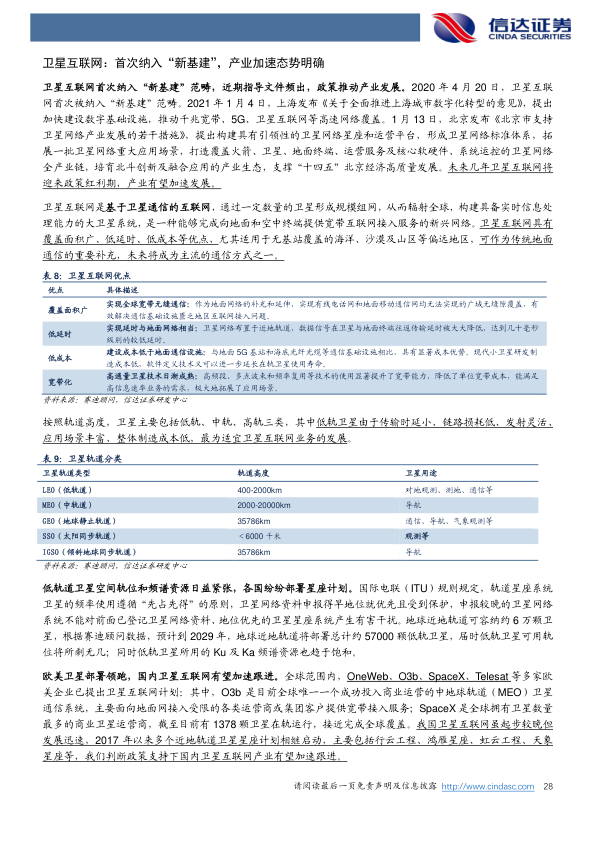 信达证券
CINDA SECURITIES
卫星互联网：首次纳入“新基建”，产业加速态势明确
卫星互联网首次纳入“新基建”范畴，近期指导文件频出，政策推动产业发展。2020 年 4 月 20 日，卫星互联
网首次被纳入“新基建”范畴。2021 年 1 月 4 日，上海发布《关于全面推进上海城市数字化转型的意见》，提出
加快建设数字基础设施，推动千兆宽带、5G、卫星互联网等高速网络覆盖。1 月 13 日，北京发布《北京市支持
卫星网络产业发展的若干措施》，提出构建具有引领性的卫星网络星座和运营平台，形成卫星网络标准体系，拓
展一批卫星网络重大应用场景，打造覆盖火箭、卫星、地面终端、运营服务及核心软硬件、系统运控的卫星网络
全产业链，培育北斗创新及融合应用的产业生态，支撑“十四五”北京经济高质量发展。未来几年卫星互联网将
迎来政策红利期，产业有望加速发展。
卫星互联网是基于卫星通信的互联网，通过一定数量的卫星形成规模组网，从而辐射全球，构建具备实时信息处
理能力的大卫星系统，是一种能够完成向地面和空中终端提供宽带互联网接入服务的新兴网络。卫星互联网具有
覆盖面积广、低延时、低成本等优点，尤其适用于无基站覆盖的海洋、沙漠及山区等偏远地区，可作为传统地面
通信的重要补充，未来将成为主流的通信方式之一。
表 8：卫星互联网优点
优点 具体描述
覆盖面积广 实现全球宽带无缝通信：作为地面网络的补充和延伸，实现有线电话网和地面移动通信网均无法实现的广域无缝隙覆盖，有
效解决通信基础设施匮乏地区互联网接入问题。
低延时 实现延时与地面网络相当：卫星网络布置于近地轨道，数据信号在卫星与地面终端往返传输延时被大大降低，达到几十毫秒
级别的较低延时。
低成本 建设成本低于地面通信设施：与地面 5G 基站和海底光纤光缆等通信基础设施相比，具有显著成本优势。现代小卫星研发制
造成本低，软件定义技术又可以进一步延长在轨卫星使用寿命。
宽带化 高通量卫星技术日渐成熟：高频段、多点波束和频率复用等技术的使用显著提升了宽带能力，降低了单位宽带成本，能满足
高信息速率业务的需求，极大地拓展了应用场景。
资料来源：赛迪顾问，信达证券研发中心
按照轨道高度，卫星主要包括低轨、中轨、高轨三类，其中低轨卫星由于传输时延小、链路损耗低、发射灵活、
应用场景丰富、整体制造成本低，最为适宜卫星互联网业务的发展。
表 9：卫星轨道分类
卫星轨道类型 轨道高度 卫星用途
LEO（低轨道） 400-2000km 对地观测、测地、通信等
MEO（中轨道） 2000-20000km 导航
GEO（地球静止轨道） 35786km 通信、导航、气象观测等
SSO（太阳同步轨道） ＜6000 千米 观测等
IGSO（倾斜地球同步轨道） 35786km 导航
资料来源：赛迪顾问，信达证券研发中心
低轨道卫星空间轨位和频谱资源日益紧张，各国纷纷部署星座计划。国际电联（ITU）规则规定，轨道星座系统
卫星的频率使用遵循“先占先得”的原则，卫星网络资料申报得早地位就优先且受到保护，申报较晚的卫星网络
系统不能对前面已登记卫星网络资料、地位优先的卫星星座系统产生有害干扰。地球近地轨道可容纳约 6 万颗卫
星，根据赛迪顾问数据，预计到 2029 年，地球近地轨道将部署总计约 57000 颗低轨卫星，届时低轨卫星可用轨
位将所剩无几；同时低轨卫星所用的 Ku 及 Ka 频谱资源也趋于饱和。
欧美卫星部署领跑，国内卫星互联网有望加速跟进。全球范围内，OneWeb、O3b、SpaceX、Telesat 等多家欧
美企业已提出卫星互联网计划：其中，O3b 是目前全球唯一一个成功投入商业运营的中地球轨道（MEO）卫星
通信系统，主要面向地面网接入受限的各类运营商或集团客户提供宽带接入服务；SpaceX 是全球拥有卫星数量
最多的商业卫星运营商，截至目前有 1378 颗卫星在轨运行，接近完成全球覆盖。我国卫星互联网虽起步较晚但
发展迅速，2017 年以来多个近地轨道卫星星座计划相继启动，主要包括行云工程、鸿雁星座、虹云工程、天象
星座等，我们判断政策支持下国内卫星互联网产业有望加速跟进。
请阅读最后一页免责声明及信息披露 http://www.cindasc.com 28